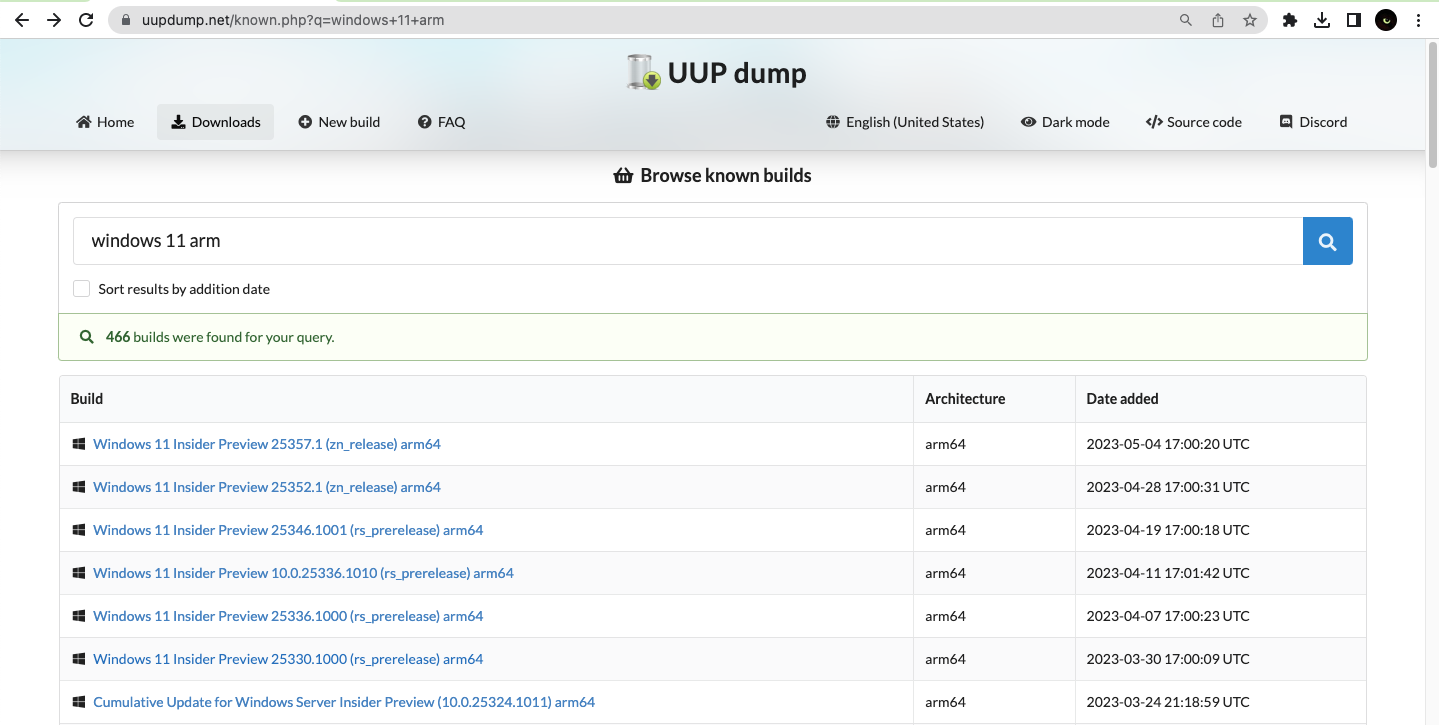 uupdump.net/known.php?q=windows+11+arm
UUP dump
Home Downloads New build FAQ English (United States) Dark mode Source code Discord
Browse known builds
windows 11 arm
Sort results by addition date
466 builds were found for your query.
Build Architecture Date added
Windows 11 Insider Preview 25357.1 (zn_release) arm64 arm64 2023-05-04 17:00:20 UTC
Windows 11 Insider Preview 25352.1 (zn_release) arm64 arm64 2023-04-28 17:00:31 UTC
Windows 11 Insider Preview 25346.1001 (rs_prerelease) arm64 arm64 2023-04-19 17:00:18 UTC
Windows 11 Insider Preview 10.0.25336.1010 (rs_prerelease) arm64 arm64 2023-04-11 17:01:42 UTC
Windows 11 Insider Preview 25336.1000 (rs_prerelease) arm64 arm64 2023-04-07 17:00:23 UTC
Windows 11 Insider Preview 25330.1000 (rs_prerelease) arm64 arm64 2023-03-30 17:00:09 UTC
Cumulative Update for Windows Server Insider Preview (10.0.25324.1011) arm64 arm64 2023-03-24 21:18:59 UTC